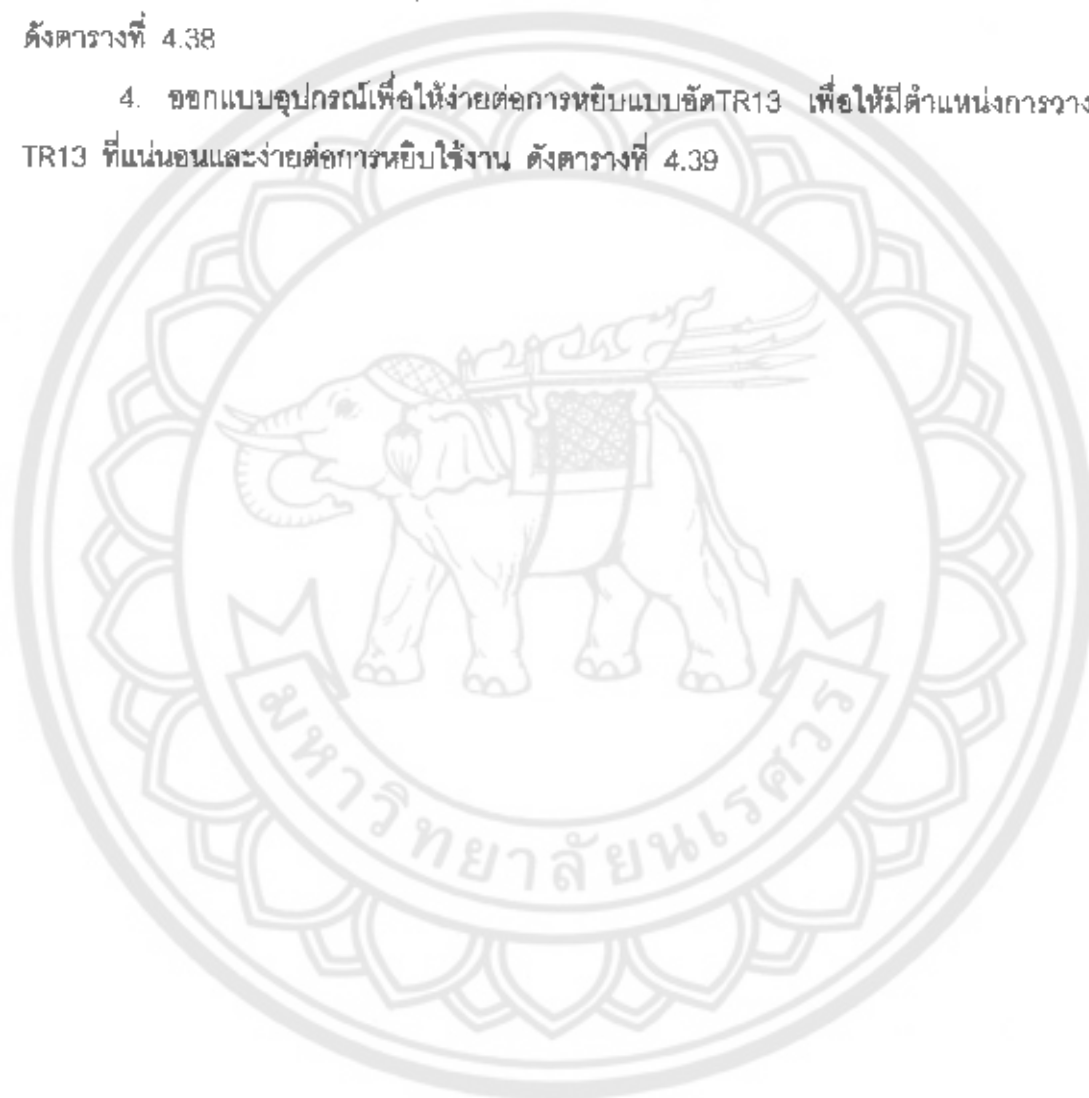 ดังตารางที่ 4.38
4. ออกแบบอุปกรณ์เพื่อให้ง่ายต่อการหยิบแบบอัดTR13 เพื่อให้มีตำแหน่งการวาง
TR13 ที่แน่นอนและง่ายต่อการหยิบใช้งาน ดังตารางที่ 4.39
มหาวิทยาลัยนเรศวร